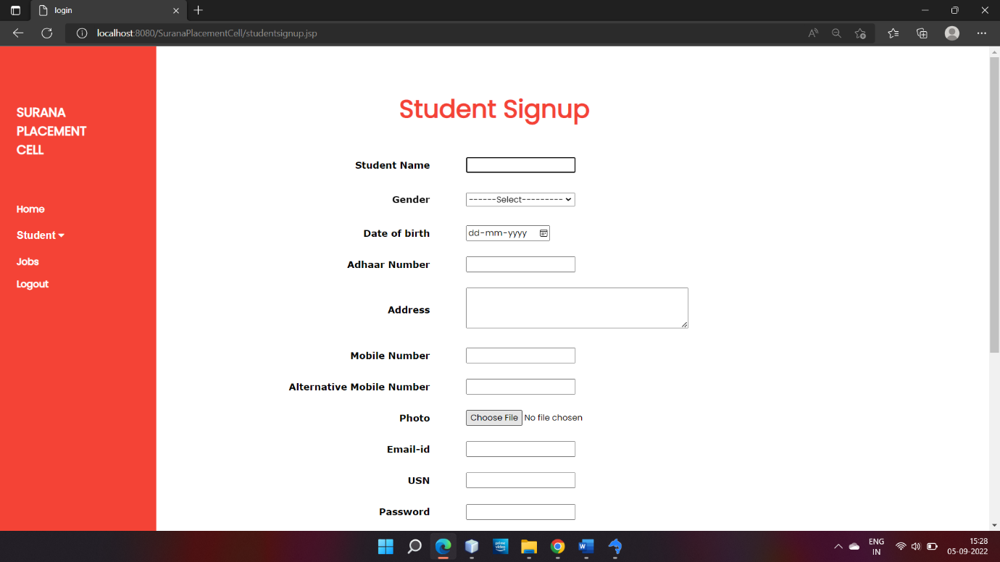 login
localhost:8080/SuranaPlacementCell/studentsignup.jsp
SURANA
PLACEMENT
CELL
Home
Student
Jobs
Logout
Student Signup
Student Name
Gender ------Select---------
Date of birth dd-mm-yyyy
Adhaar Number
Address
Mobile Number
Alternative Mobile Number
Photo Choose File No file chosen
Email-id
USN
Password
prime video
ENG
IN
15:28
05-09-2022